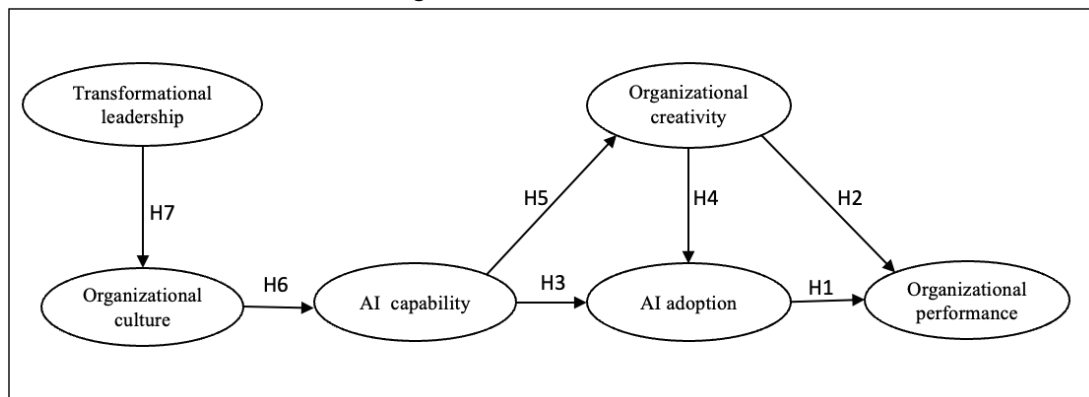 Transformational
leadership
Organizational
creativity
H7
H5
H4
H2
Organizational
culture
H6
AI capability
H3
AI adoption
H1
Organizational
performance